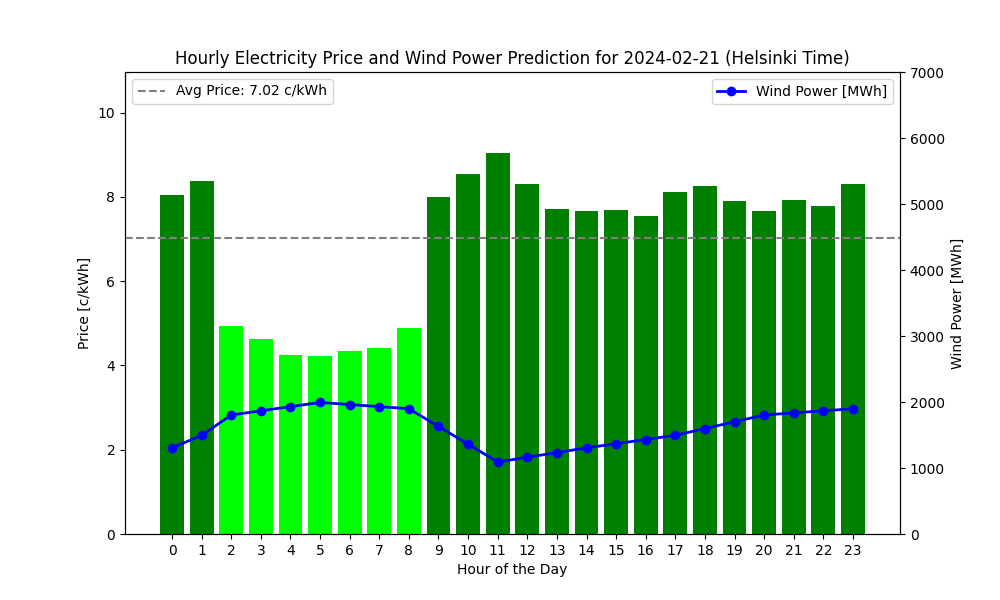 Hourly Electricity Price and Wind Power Prediction for 2024-02-21 (Helsinki Time)
Avg Price: 7.02 c/kWh
Wind Power [MWh]
Price [c/kWh]
10
8
6
4
2
0
7000
6000
5000
4000
3000
2000
1000
0
Wind Power [MWh]
0 1 2 3 4 5 6 7 8 9 10 11 12 13 14 15 16 17 18 19 20 21 22 23
Hour of the Day